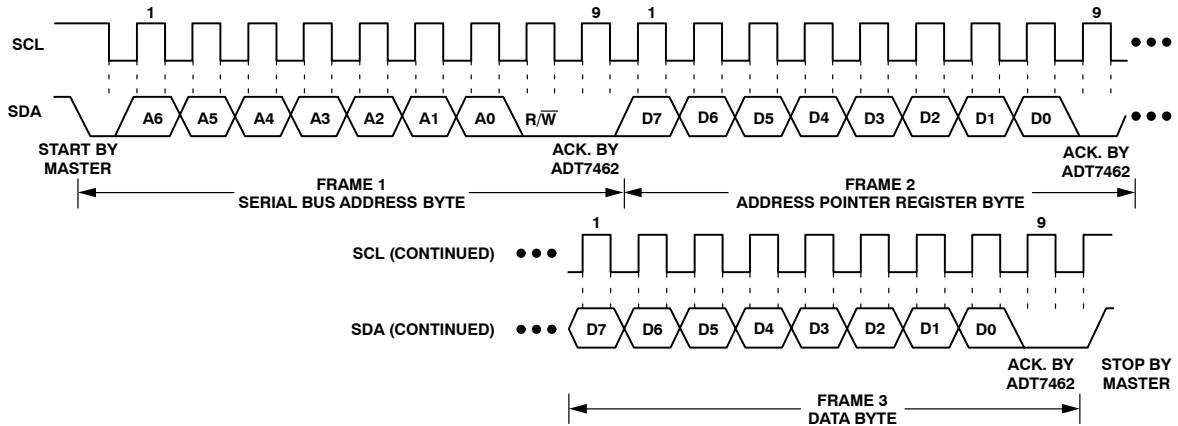 1 9 1 9
SCL
SDA A6 A5 A4 A3 A2 A1 A0 R/W̅ D7 D6 D5 D4 D3 D2 D1 D0
START BY
MASTER
ACK. BY
ADT7462
ACK. BY
ADT7462
FRAME 1
SERIAL BUS ADDRESS BYTE
FRAME 2
ADDRESS POINTER REGISTER BYTE
1 9
SCL (CONTINUED)
SDA (CONTINUED) D7 D6 D5 D4 D3 D2 D1 D0
ACK. BY
ADT7462
STOP BY
MASTER
FRAME 3
DATA BYTE